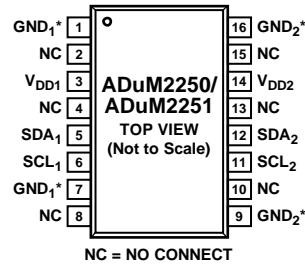 GND1* 1 16 GND2*
NC 2 15 NC
VDD1 3 ADuM2250/ 14 VDD2
NC 4 ADuM2251 13 NC
SDA1 5 TOP VIEW 12 SDA2
SCL1 6 (Not to Scale) 11 SCL2
GND1* 7 10 NC
NC 8 9 GND2*
NC = NO CONNECT